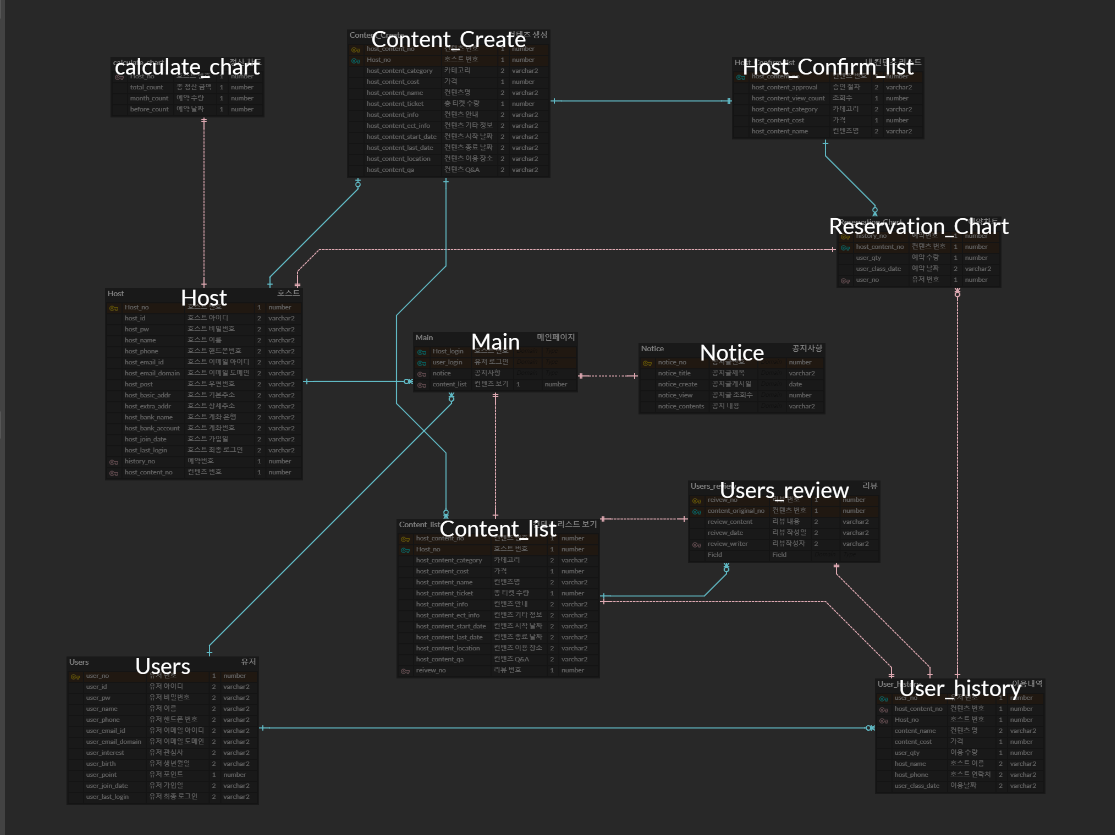 calculate_chart
total_count 총 정산 금액 1 number
month_count 예약 수량 1 number
before_count 예약 날짜 2 varchar2
Content_Create
Host_no 호스트 번호 1 number
host_content_category 카테고리 2 varchar2
host_content_cost 가격 1 number
host_content_name 컨텐츠명 2 varchar2
host_content_ticket 총 티켓 수량 1 number
host_content_info 컨텐츠 안내 2 varchar2
host_content_ect_info 컨텐츠 기타 정보 2 varchar2
host_content_start_date 컨텐츠 시작 날짜 2 varchar2
host_content_last_date 컨텐츠 종료 날짜 2 varchar2
host_content_location 컨텐츠 이용 장소 2 varchar2
host_content_qa 컨텐츠 Q&A 2 varchar2
Host_Confirm_list
host_content_approval 승인 절차 2 varchar2
host_content_view_count 조회수 1 number
host_content_category 카테고리 2 varchar2
host_content_cost 가격 1 number
host_content_name 컨텐츠명 2 varchar2
Reservation_Chart
host_content_no 컨텐츠 번호 1 number
user_qty 예약 수량 1 number
user_class_date 예약 날짜 2 varchar2
user_no 유저 번호 1 number
Host Host 호스트
Host_no 호스트 번호 1 number
host_id 호스트 아이디 2 varchar2
host_pw 호스트 비밀번호 2 varchar2
host_name 호스트 이름 2 varchar2
host_phone 호스트 핸드폰번호 2 varchar2
host_email_id 호스트 이메일 아이디 2 varchar2
host_email_domain 호스트 이메일 도메인 2 varchar2
host_post 호스트 우편번호 2 varchar2
host_basic_addr 호스트 기본주소 2 varchar2
host_extra_addr 호스트 상세주소 2 varchar2
host_bank_name 호스트 계좌 은행 2 varchar2
host_bank_account 호스트 계좌번호 2 varchar2
host_join_date 호스트 가입일 2 varchar2
host_last_login 호스트 최종 로그인 2 varchar2
history_no 예약번호 1 number
host_content_no 컨텐츠 번호 1 number
Main Main 메인페이지
Host_login
user_login 유저 로그인
notice 공지사항
content_list 컨텐츠 보기 1 number
Notice Notice 공지사항
notice_no number
notice_title 공지글제목 varchar2
notice_create 공지글게시일 date
notice_view 공지글 조회수 number
notice_contents 공지 내용 varchar2
Users_review 리뷰
content_original_no 컨텐츠 번호 1 number
reivew_content 리뷰 내용 2 varchar2
reivew_date 리뷰 작성일 2 varchar2
reivew_writer 리뷰작성자 2 varchar2
Field Field
Content_list Content_list 리스트 보기
Host_no 호스트 번호 1 number
host_content_category 카테고리 2 varchar2
host_content_cost 가격 1 number
host_content_name 컨텐츠명 2 varchar2
host_content_ticket 총 티켓 수량 1 number
host_content_info 컨텐츠 안내 2 varchar2
host_content_ect_info 컨텐츠 기타 정보 2 varchar2
host_content_start_date 컨텐츠 시작 날짜 2 varchar2
host_content_last_date 컨텐츠 종료 날짜 2 varchar2
host_content_location 컨텐츠 이용 장소 2 varchar2
host_content_qa 컨텐츠 Q&A 2 varchar2
reivew_no 리뷰 번호 1 number
Users Users 유저
user_no 1 number
user_id 유저 아이디 2 varchar2
user_pw 유저 비밀번호 2 varchar2
user_name 유저 이름 2 varchar2
user_phone 유저 핸드폰 번호 2 varchar2
user_email_id 유저 이메일 아이디 2 varchar2
user_email_domain 유저 이메일 도메인 2 varchar2
user_interest 유저 관심사 2 varchar2
user_birth 유저 생년월일 2 varchar2
user_point 유저 포인트 1 number
user_join_date 유저 가입일 2 varchar2
user_last_login 유저 최종 로그인 2 varchar2
User_history 이용내역
host_content_no 컨텐츠 번호 1 number
Host_no 호스트 번호 1 number
content_name 컨텐츠 명 2 varchar2
content_cost 가격 1 number
user_qty 이용 수량 1 number
host_name 호스트 이름 2 varchar2
host_phone 호스트 연락처 2 varchar2
user_class_date 이용날짜 2 varchar2